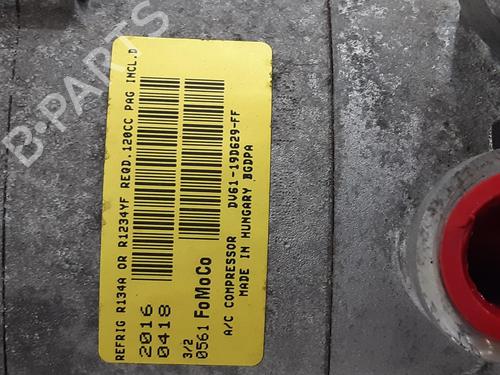 REFRIG R134A OR R1234YF REQD.120CC PAG INCL.D
2016
0418
3/2
0561 FoMoCo
A/C COMPRESSOR DV61-19D629-FF
MADE IN HUNGARY BGDPA
B-PARTS